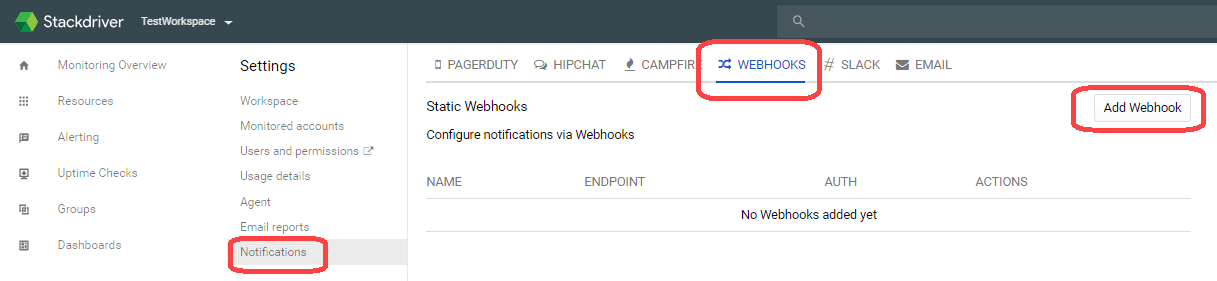 Stackdriver TestWorkspace
Monitoring Overview
Resources
Alerting
Uptime Checks
Groups
Dashboards
Settings
Workspace
Monitored accounts
Users and permissions
Usage details
Agent
Email reports
Notifications
PAGERDUTY HIPCHAT CAMPFIRE WEBHOOKS # SLACK EMAIL
Static Webhooks
Add Webhook
Configure notifications via Webhooks
NAME ENDPOINT AUTH ACTIONS
No Webhooks added yet